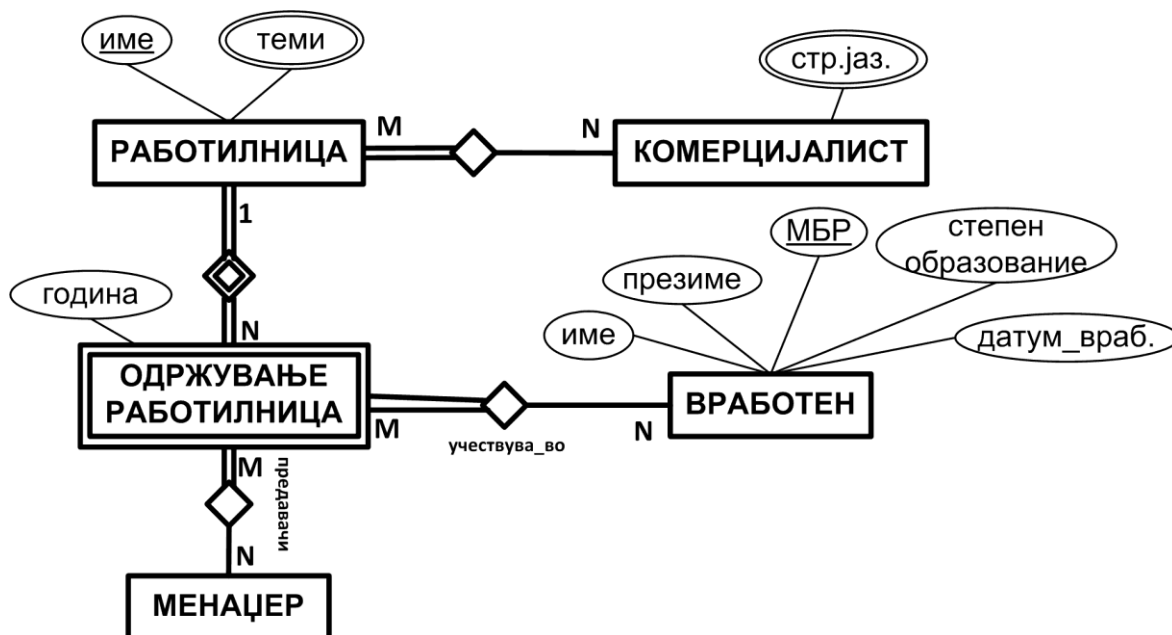 име
теми
стр.јаз.
РАБОТИЛНИЦА
M
N
КОМЕРЦИЈАЛИСТ
1
МБР
степен
образование
презиме
година
име
датум_враб.
N
ОДРЖУВАЊЕ
РАБОТИЛНИЦА
ВРАБОТЕН
M
N
учествува_во
M
предавачи
N
МЕНАЏЕР